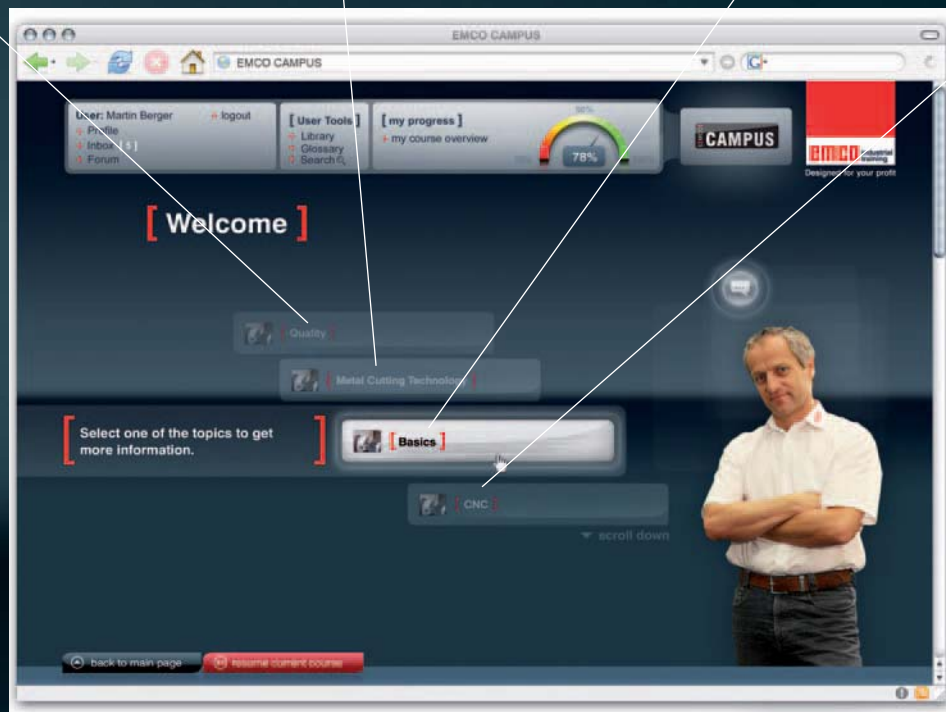 EMCO CAMPUS
EMCO CAMPUS
User: Martin Berger
+ logout
+ Profile
+ Inbox [ 5 ]
+ Forum
[ User Tools ]
+ Library
+ Glossary
+ Search
[ my progress ]
+ my course overview
50%
78%
CAMPUS
EMCO industrial training
Designed for your profit
[ Welcome ]
[ Quality ]
[ Metal Cutting Technology ]
Select one of the topics to get
more information.
[ Basics ]
[ CNC ]
scroll down
back to main page
resume current course